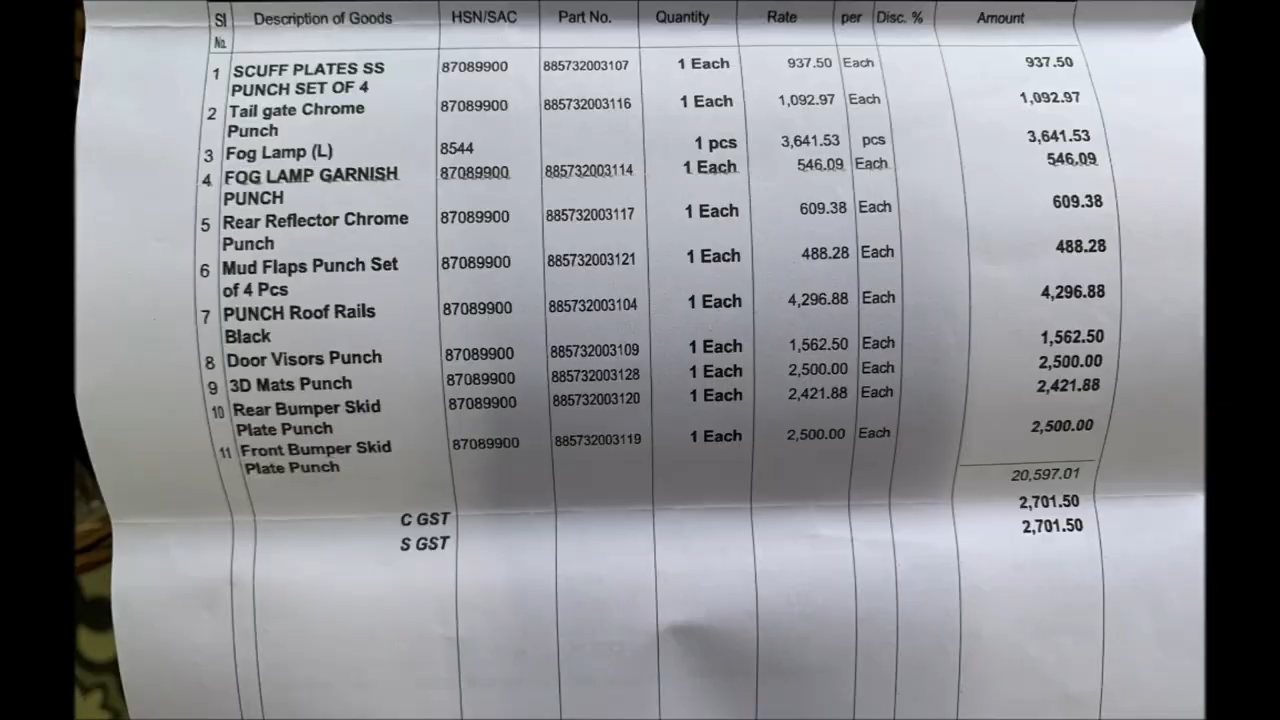 Sl No. Description of Goods HSN/SAC Part No. Quantity Rate per Disc. % Amount
1 SCUFF PLATES SS 87089900 885732003107 1 Each 937.50 Each 937.50
PUNCH SET OF 4
2 Tail gate Chrome 87089900 885732003116 1 Each 1,092.97 Each 1,092.97
Punch
3 Fog Lamp (L) 8544 1 pcs 3,641.53 pcs 3,641.53
4 FOG LAMP GARNISH 87089900 885732003114 1 Each 546.09 Each 546.09
PUNCH
5 Rear Reflector Chrome 87089900 885732003117 1 Each 609.38 Each 609.38
Punch
6 Mud Flaps Punch Set 87089900 885732003121 1 Each 488.28 Each 488.28
of 4 Pcs
7 PUNCH Roof Rails 87089900 885732003104 1 Each 4,296.88 Each 4,296.88
Black
8 Door Visors Punch 87089900 885732003109 1 Each 1,562.50 Each 1,562.50
9 3D Mats Punch 87089900 885732003128 1 Each 2,500.00 Each 2,500.00
10 Rear Bumper Skid 87089900 885732003120 1 Each 2,421.88 Each 2,421.88
Plate Punch
11 Front Bumper Skid 87089900 885732003119 1 Each 2,500.00 Each 2,500.00
Plate Punch
20,597.01
C GST 2,701.50
S GST 2,701.50